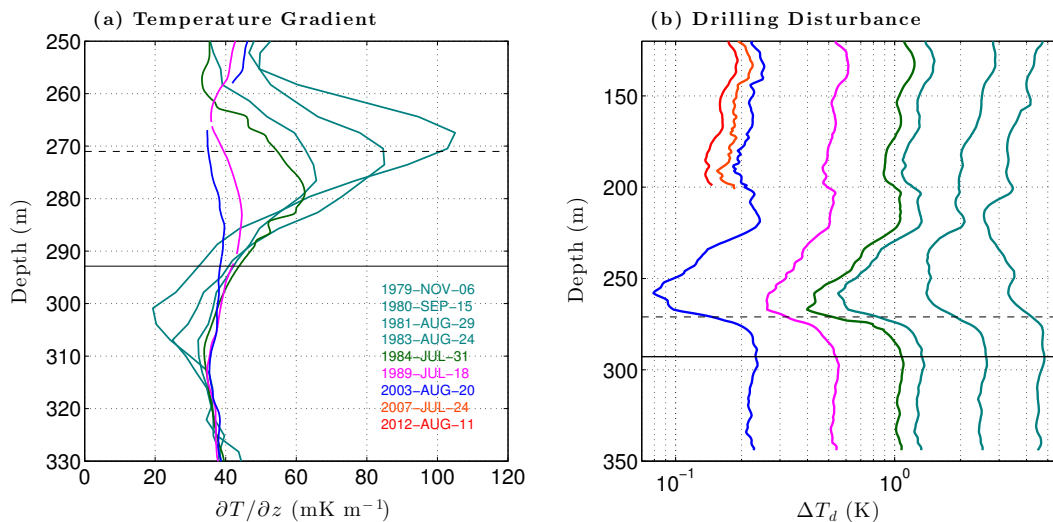 (a) Temperature Gradient
250
260
270
280
290
300
310
320
330
0
20
40
60
80
100
120
Depth (m)
∂T/∂z (mK m⁻¹)
1979−NOV−06
1980−SEP−15
1981−AUG−29
1983−AUG−24
1984−JUL−31
1989−JUL−18
2003−AUG−20
2007−JUL−24
2012−AUG−11
(b) Drilling Disturbance
150
200
250
300
350
10⁻¹
10⁰
Depth (m)
ΔT_d (K)